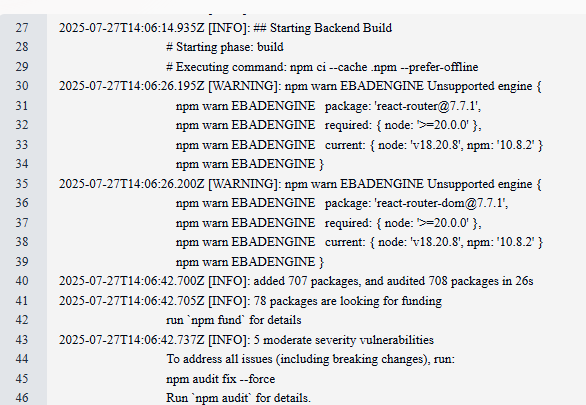 27 2025-07-27T14:06:14.935Z [INFO]: ## Starting Backend Build
28 # Starting phase: build
29 # Executing command: npm ci --cache .npm --prefer-offline
30 2025-07-27T14:06:26.195Z [WARNING]: npm warn EBADENGINE Unsupported engine {
31 npm warn EBADENGINE   package: 'react-router@7.7.1',
32 npm warn EBADENGINE   required: { node: '>=20.0.0' },
33 npm warn EBADENGINE   current: { node: 'v18.20.8', npm: '10.8.2' }
34 npm warn EBADENGINE }
35 2025-07-27T14:06:26.200Z [WARNING]: npm warn EBADENGINE Unsupported engine {
36 npm warn EBADENGINE   package: 'react-router-dom@7.7.1',
37 npm warn EBADENGINE   required: { node: '>=20.0.0' },
38 npm warn EBADENGINE   current: { node: 'v18.20.8', npm: '10.8.2' }
39 npm warn EBADENGINE }
40 2025-07-27T14:06:42.700Z [INFO]: added 707 packages, and audited 708 packages in 26s
41 2025-07-27T14:06:42.705Z [INFO]: 78 packages are looking for funding
42 run `npm fund` for details
43 2025-07-27T14:06:42.737Z [INFO]: 5 moderate severity vulnerabilities
44 To address all issues (including breaking changes), run:
45 npm audit fix --force
46 Run `npm audit` for details.